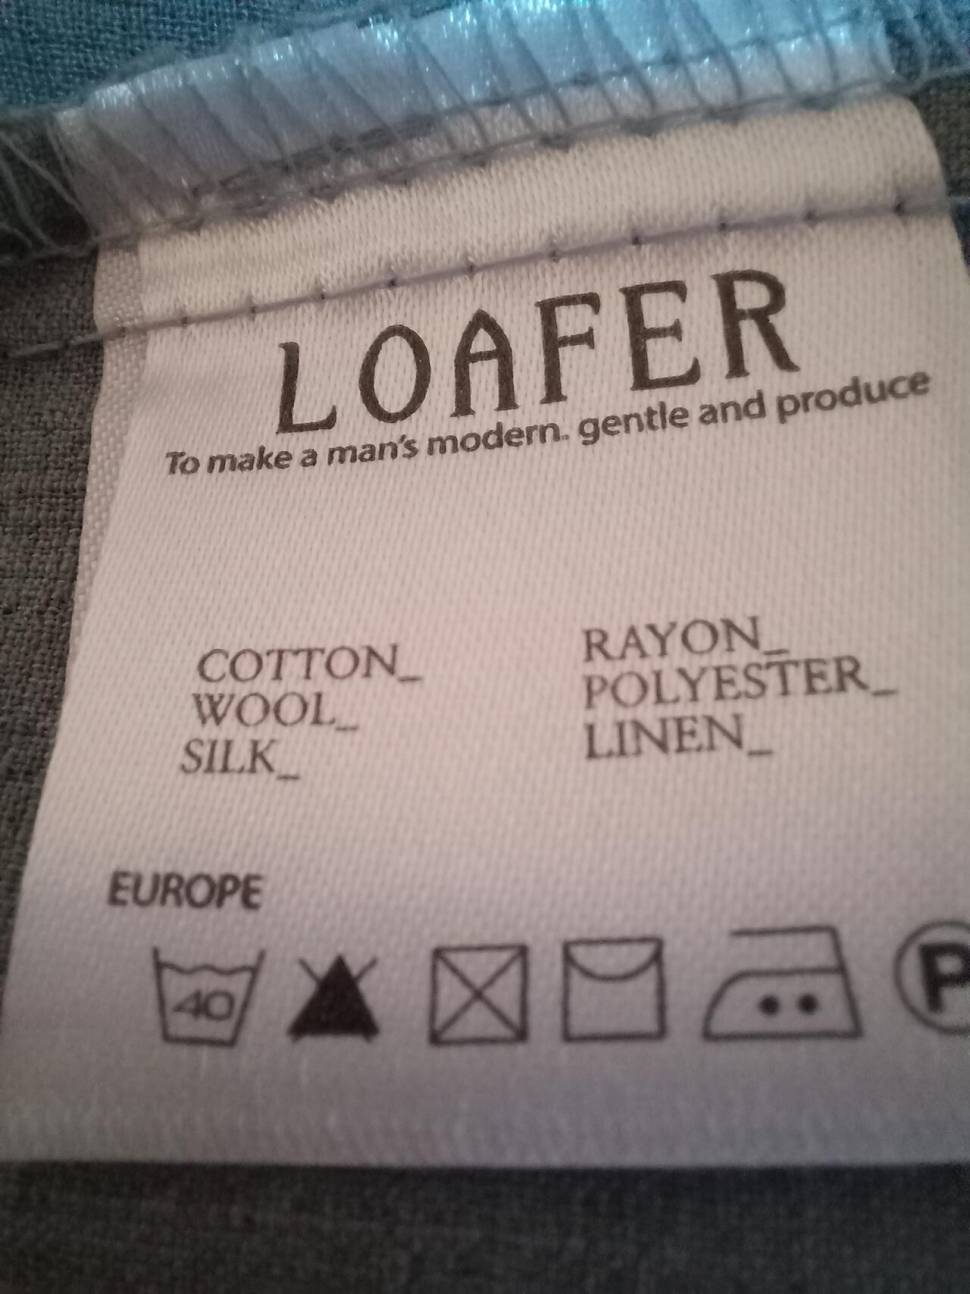 LOAFER
To make a man's modern. gentle and produce
COTTON_ RAYON_
WOOL_ POLYESTER_
SILK_ LINEN_
EUROPE
40 P